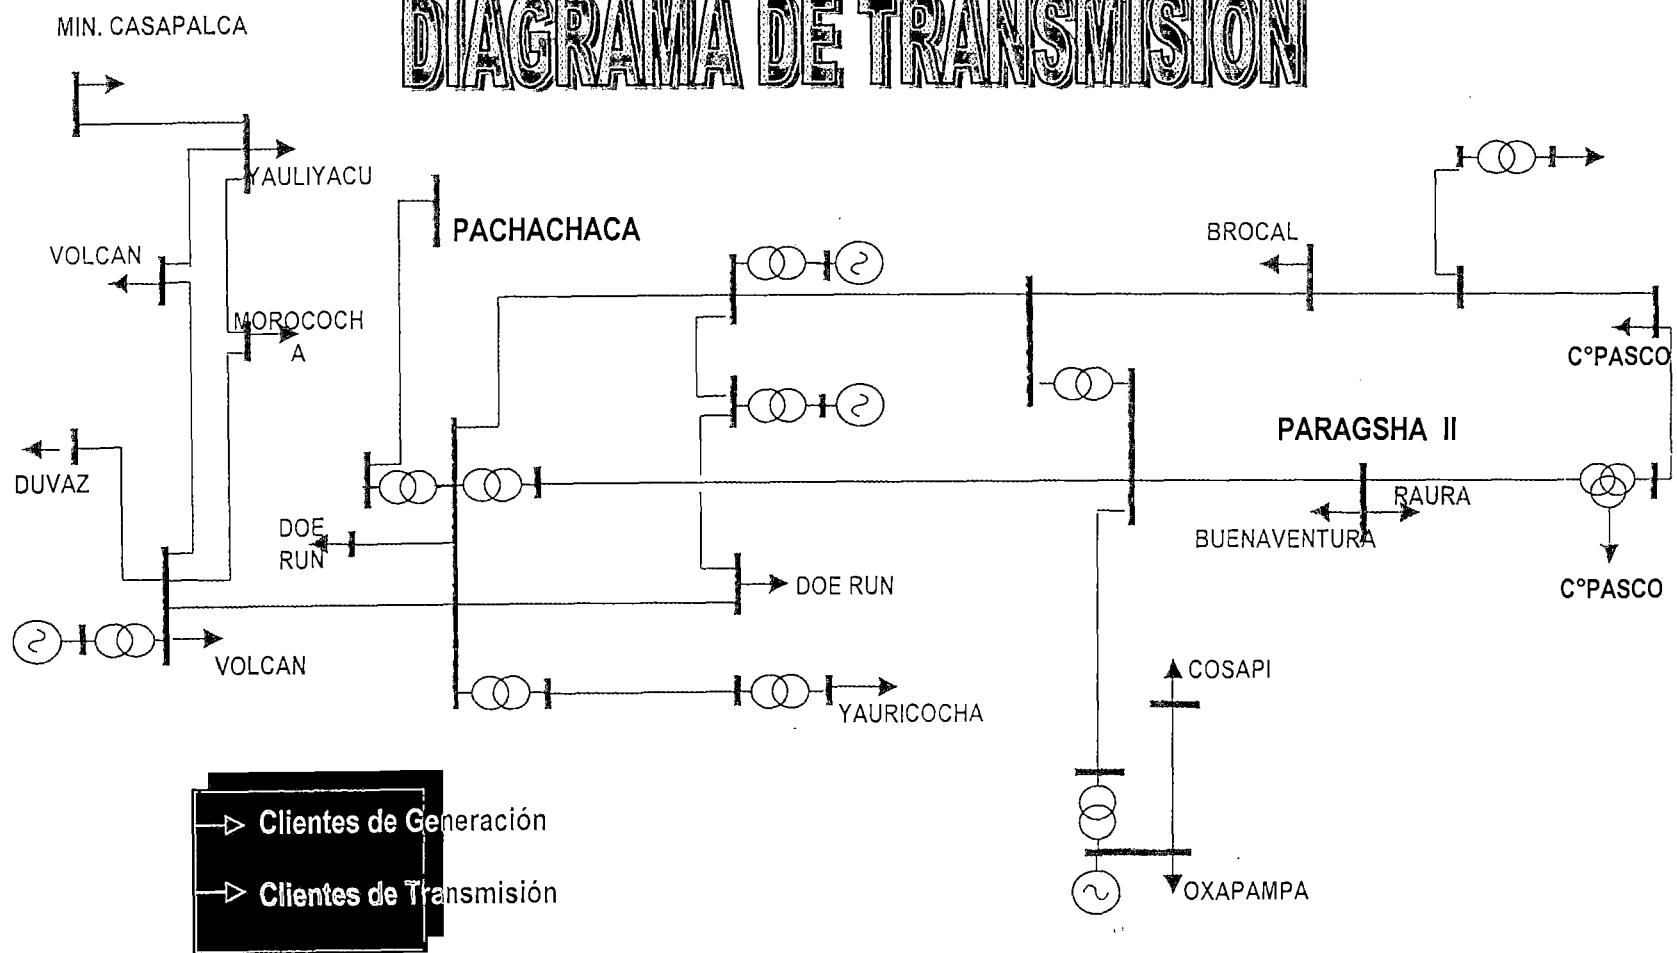 DIAGRAMA DE TRANSMISION
MIN. CASAPALCA
YAULIYACU
PACHACHACA
VOLCAN
BROCAL
MOROCOCH
A
C°PASCO
PARAGSHA II
DUVAZ
RAURA
DOE
RUN
BUENAVENTURA
DOE RUN
C°PASCO
VOLCAN
COSAPI
YAURICOCHA
Clientes de Generación
Clientes de Transmisión
OXAPAMPA